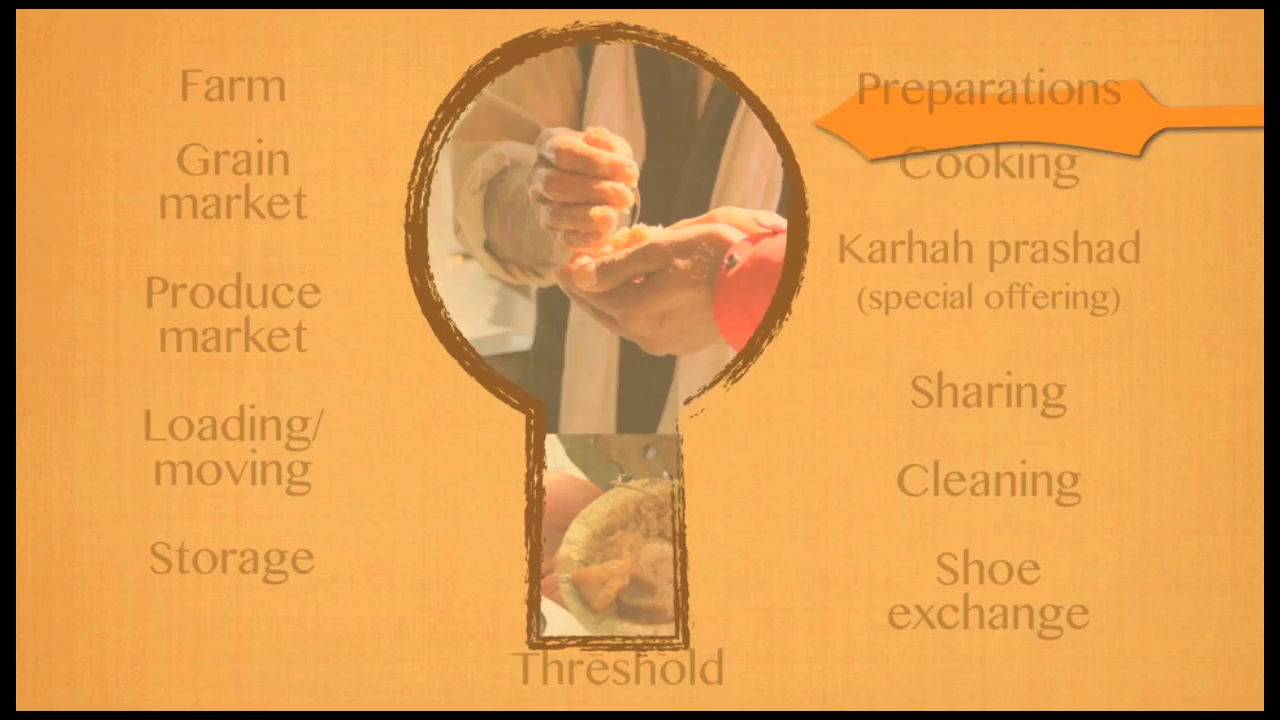 Farm
Grain
market
Produce
market
Loading/
moving
Storage
Threshold
Preparations
Cooking
Karhah prashad
(special offering)
Sharing
Cleaning
Shoe
exchange